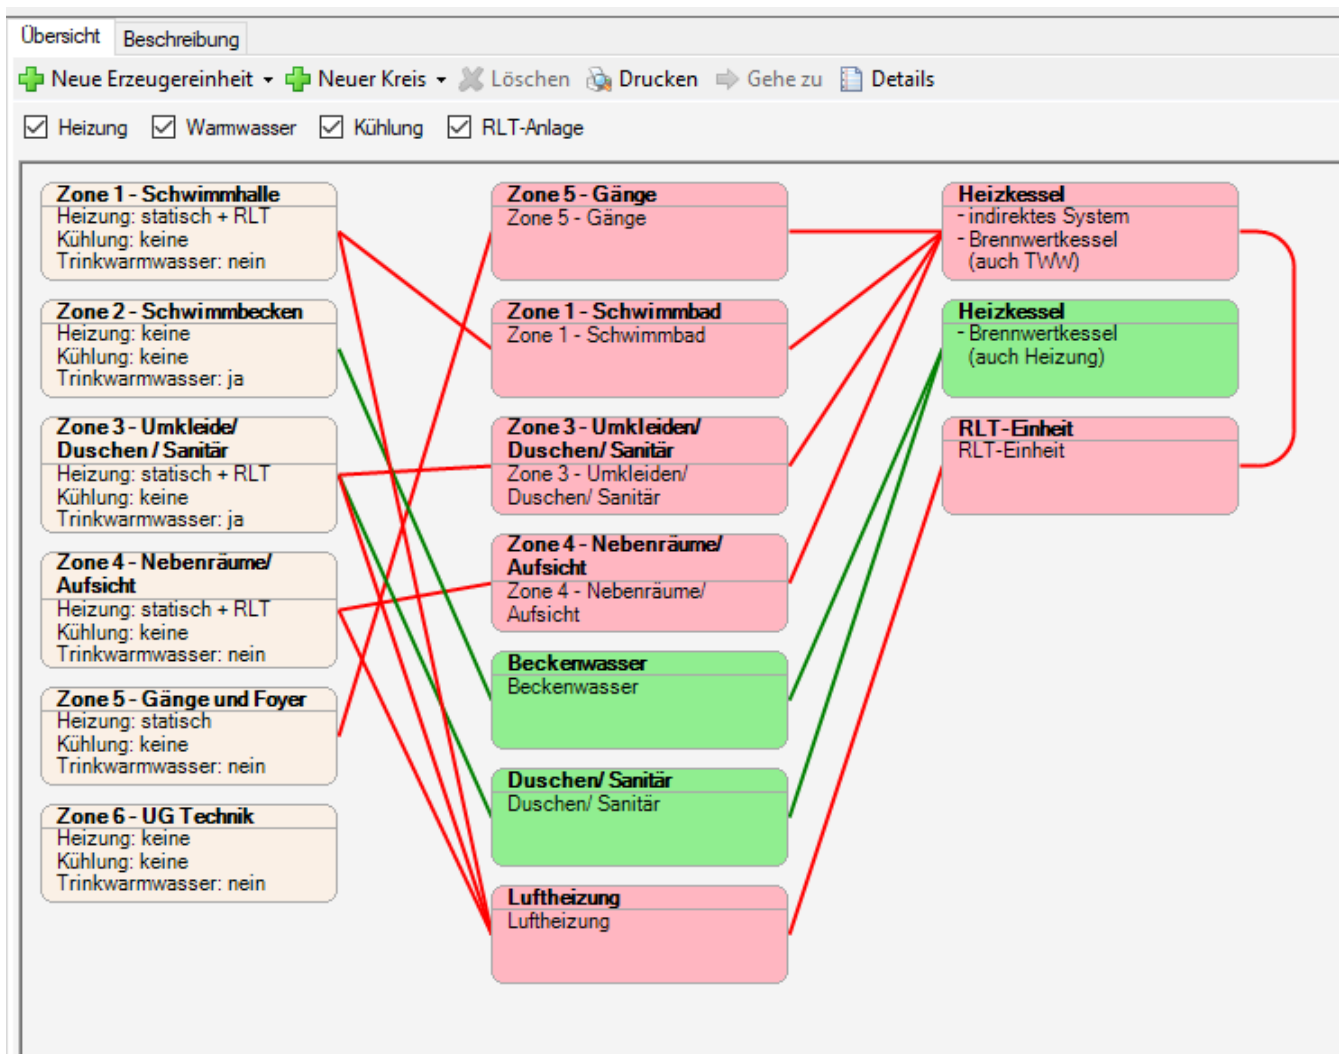 Übersicht Beschreibung
Neue Erzeugereinheit Neuer Kreis Löschen Drucken Gehe zu Details
Heizung Warmwasser Kühlung RLT-Anlage
Zone 1 - Schwimmhalle
Heizung: statisch + RLT
Kühlung: keine
Trinkwarmwasser: nein
Zone 2 - Schwimmbecken
Heizung: keine
Kühlung: keine
Trinkwarmwasser: ja
Zone 3 - Umkleide/
Duschen / Sanitär
Heizung: statisch + RLT
Kühlung: keine
Trinkwarmwasser: ja
Zone 4 - Nebenräume/
Aufsicht
Heizung: statisch + RLT
Kühlung: keine
Trinkwarmwasser: nein
Zone 5 - Gänge und Foyer
Heizung: statisch
Kühlung: keine
Trinkwarmwasser: nein
Zone 6 - UG Technik
Heizung: keine
Kühlung: keine
Trinkwarmwasser: nein
Zone 5 - Gänge
Zone 5 - Gänge
Zone 1 - Schwimmbad
Zone 1 - Schwimmbad
Zone 3 - Umkleiden/
Duschen/ Sanitär
Zone 3 - Umkleiden/
Duschen/ Sanitär
Zone 4 - Nebenräume/
Aufsicht
Zone 4 - Nebenräume/
Aufsicht
Beckenwasser
Beckenwasser
Duschen/ Sanitär
Duschen/ Sanitär
Luftheizung
Luftheizung
Heizkessel
- indirektes System
- Brennwertkessel
(auch TWW)
Heizkessel
- Brennwertkessel
(auch Heizung)
RLT-Einheit
RLT-Einheit